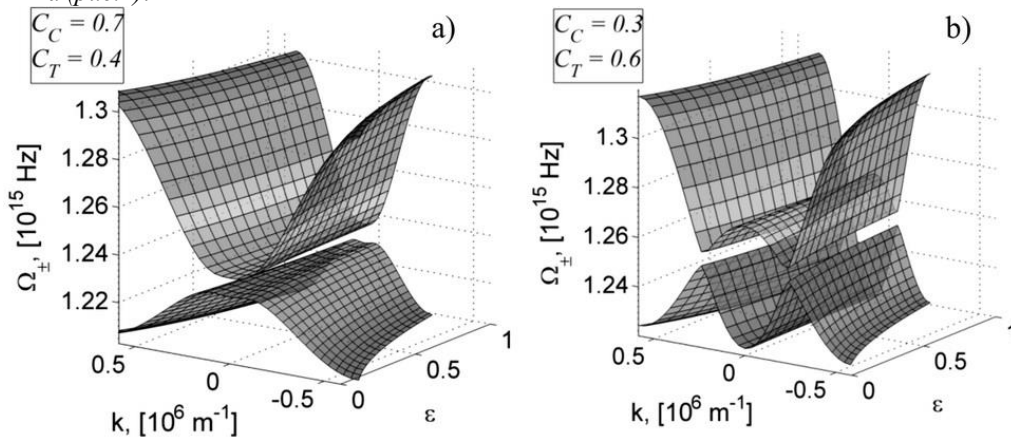 C_C = 0.7
C_T = 0.4
a)
1.3
1.28
1.26
1.24
1.22
Ω_±, [10^15 Hz]
0.5
0
-0.5
k, [10^6 m^-1]
0
0.5
1
ε
C_C = 0.3
C_T = 0.6
b)
1.3
1.28
1.26
1.24
Ω_±, [10^15 Hz]
0.5
0
-0.5
k, [10^6 m^-1]
0
0.5
1
ε